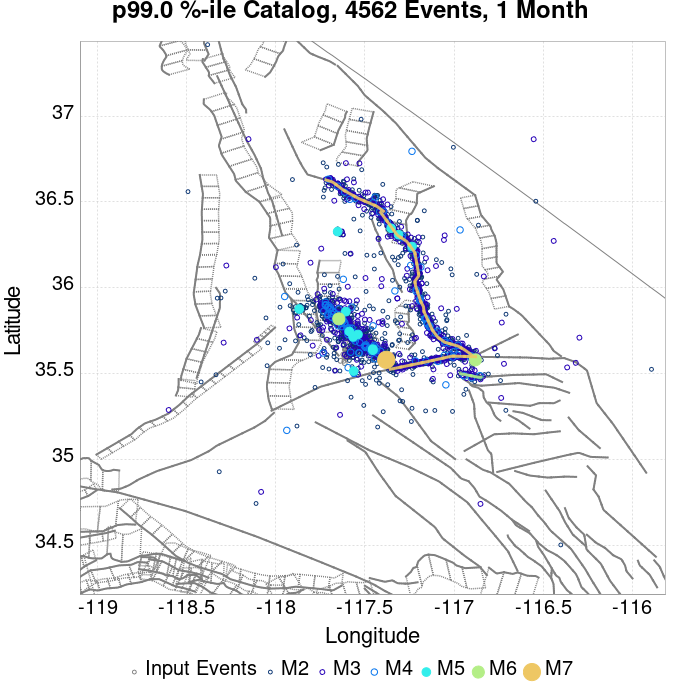 p99.0 %-ile Catalog, 4562 Events, 1 Month
37
36.5
36
35.5
35
34.5
Latitude
-119 -118.5 -118 -117.5 -117 -116.5 -116
Longitude
Input Events M2 M3 M4 M5 M6 M7